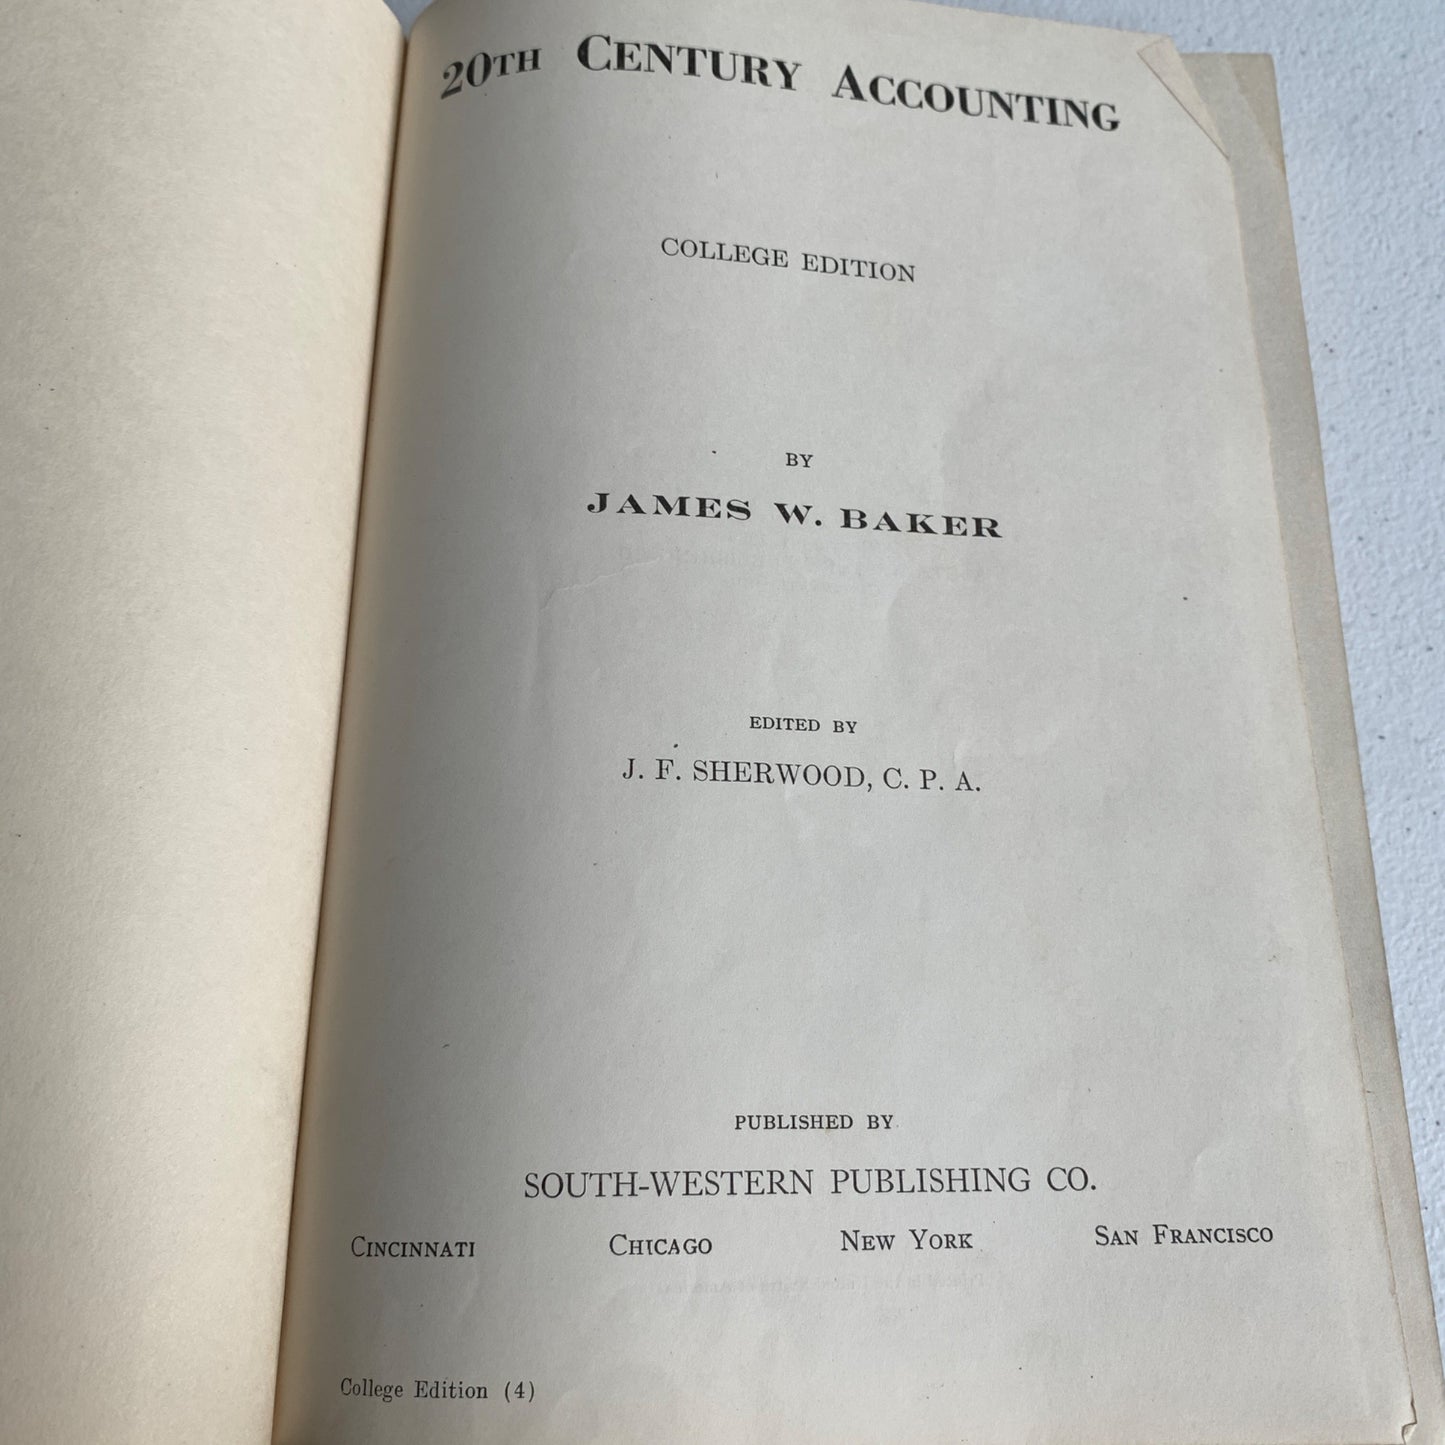 20TH CENTURY ACCOUNTING
COLLEGE EDITION
BY
JAMES W. BAKER
EDITED BY
J. F. SHERWOOD, C. P. A.
PUBLISHED BY
SOUTH-WESTERN PUBLISHING CO.
CINCINNATI CHICAGO NEW YORK SAN FRANCISCO
College Edition (4)